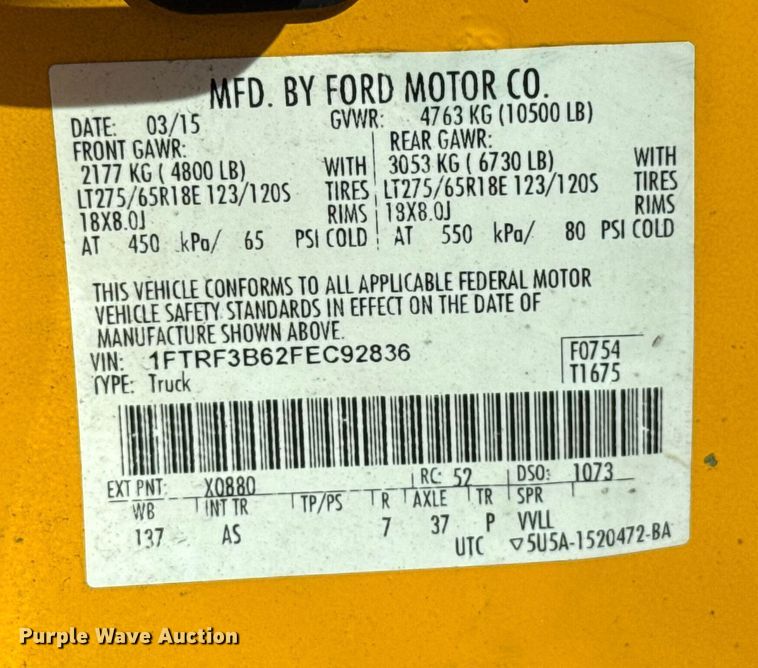 MFD. BY FORD MOTOR CO.
DATE: 03/15 GVWR: 4763 KG (10500 LB)
FRONT GAWR: REAR GAWR:
2177 KG ( 4800 LB) WITH 3053 KG ( 6730 LB) WITH
LT275/65R18E 123/120S TIRES LT275/65R18E 123/120S TIRES
18X8.0J RIMS 18X8.0J RIMS
AT 450 kPa/ 65 PSI COLD AT 550 kPa/ 80 PSI COLD
THIS VEHICLE CONFORMS TO ALL APPLICABLE FEDERAL MOTOR
VEHICLE SAFETY STANDARDS IN EFFECT ON THE DATE OF
MANUFACTURE SHOWN ABOVE.
VIN: 1FTRF3B62FEC92836 F0754
TYPE: Truck T1675
EXT PNT: X0880 RC: 52 DSO: 1073
WB INT TR TP/PS R AXLE TR SPR
137 AS 7 37 P VVLL
UTC ▽5U5A-1520472-BA
Purple Wave Auction